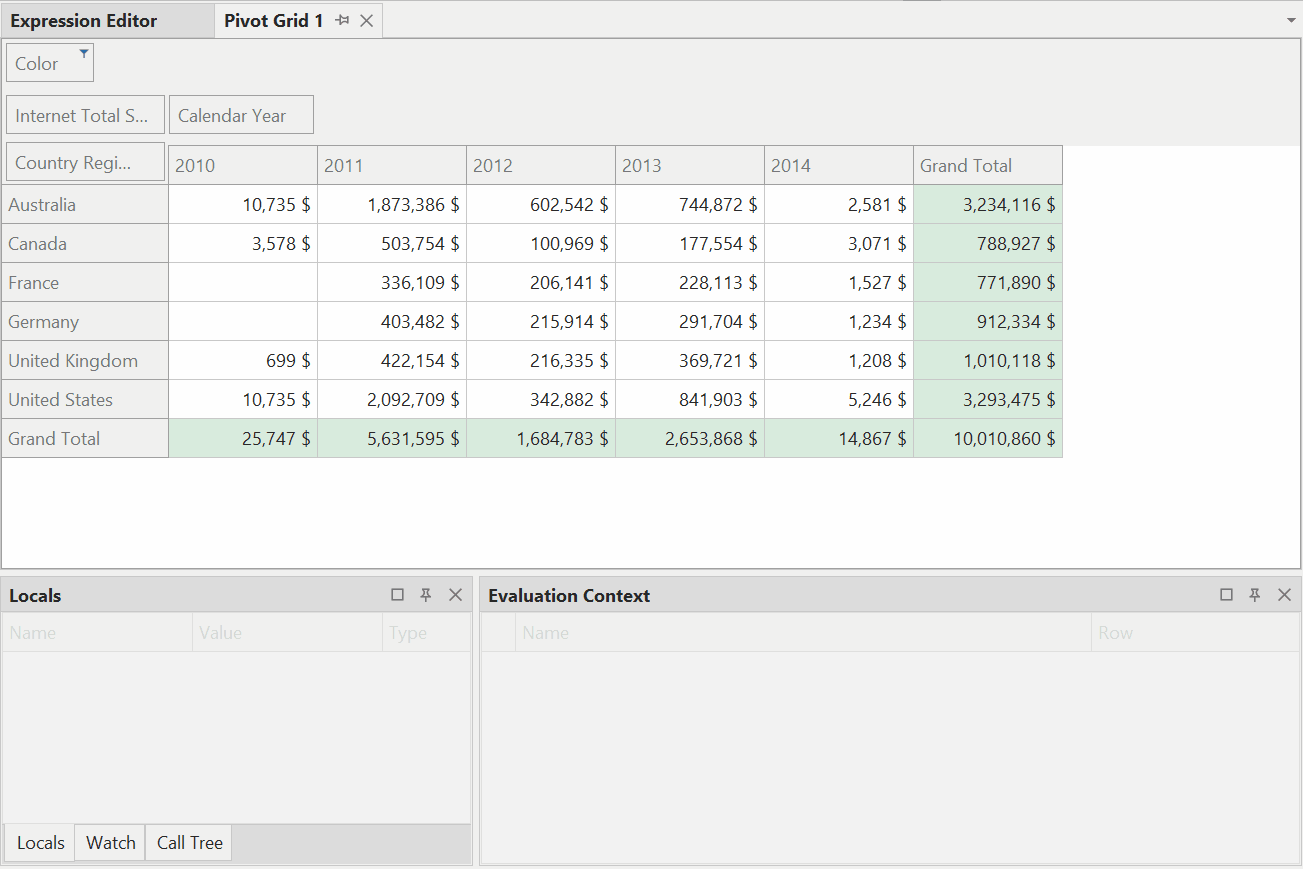 Expression Editor Pivot Grid 1
Color
Internet Total S... Calendar Year
Country Regi... 2010 2011 2012 2013 2014 Grand Total
Australia 10,735 $ 1,873,386 $ 602,542 $ 744,872 $ 2,581 $ 3,234,116 $
Canada 3,578 $ 503,754 $ 100,969 $ 177,554 $ 3,071 $ 788,927 $
France 336,109 $ 206,141 $ 228,113 $ 1,527 $ 771,890 $
Germany 403,482 $ 215,914 $ 291,704 $ 1,234 $ 912,334 $
United Kingdom 699 $ 422,154 $ 216,335 $ 369,721 $ 1,208 $ 1,010,118 $
United States 10,735 $ 2,092,709 $ 342,882 $ 841,903 $ 5,246 $ 3,293,475 $
Grand Total 25,747 $ 5,631,595 $ 1,684,783 $ 2,653,868 $ 14,867 $ 10,010,860 $
Locals Evaluation Context
Name Value Type Name Row
Locals Watch Call Tree